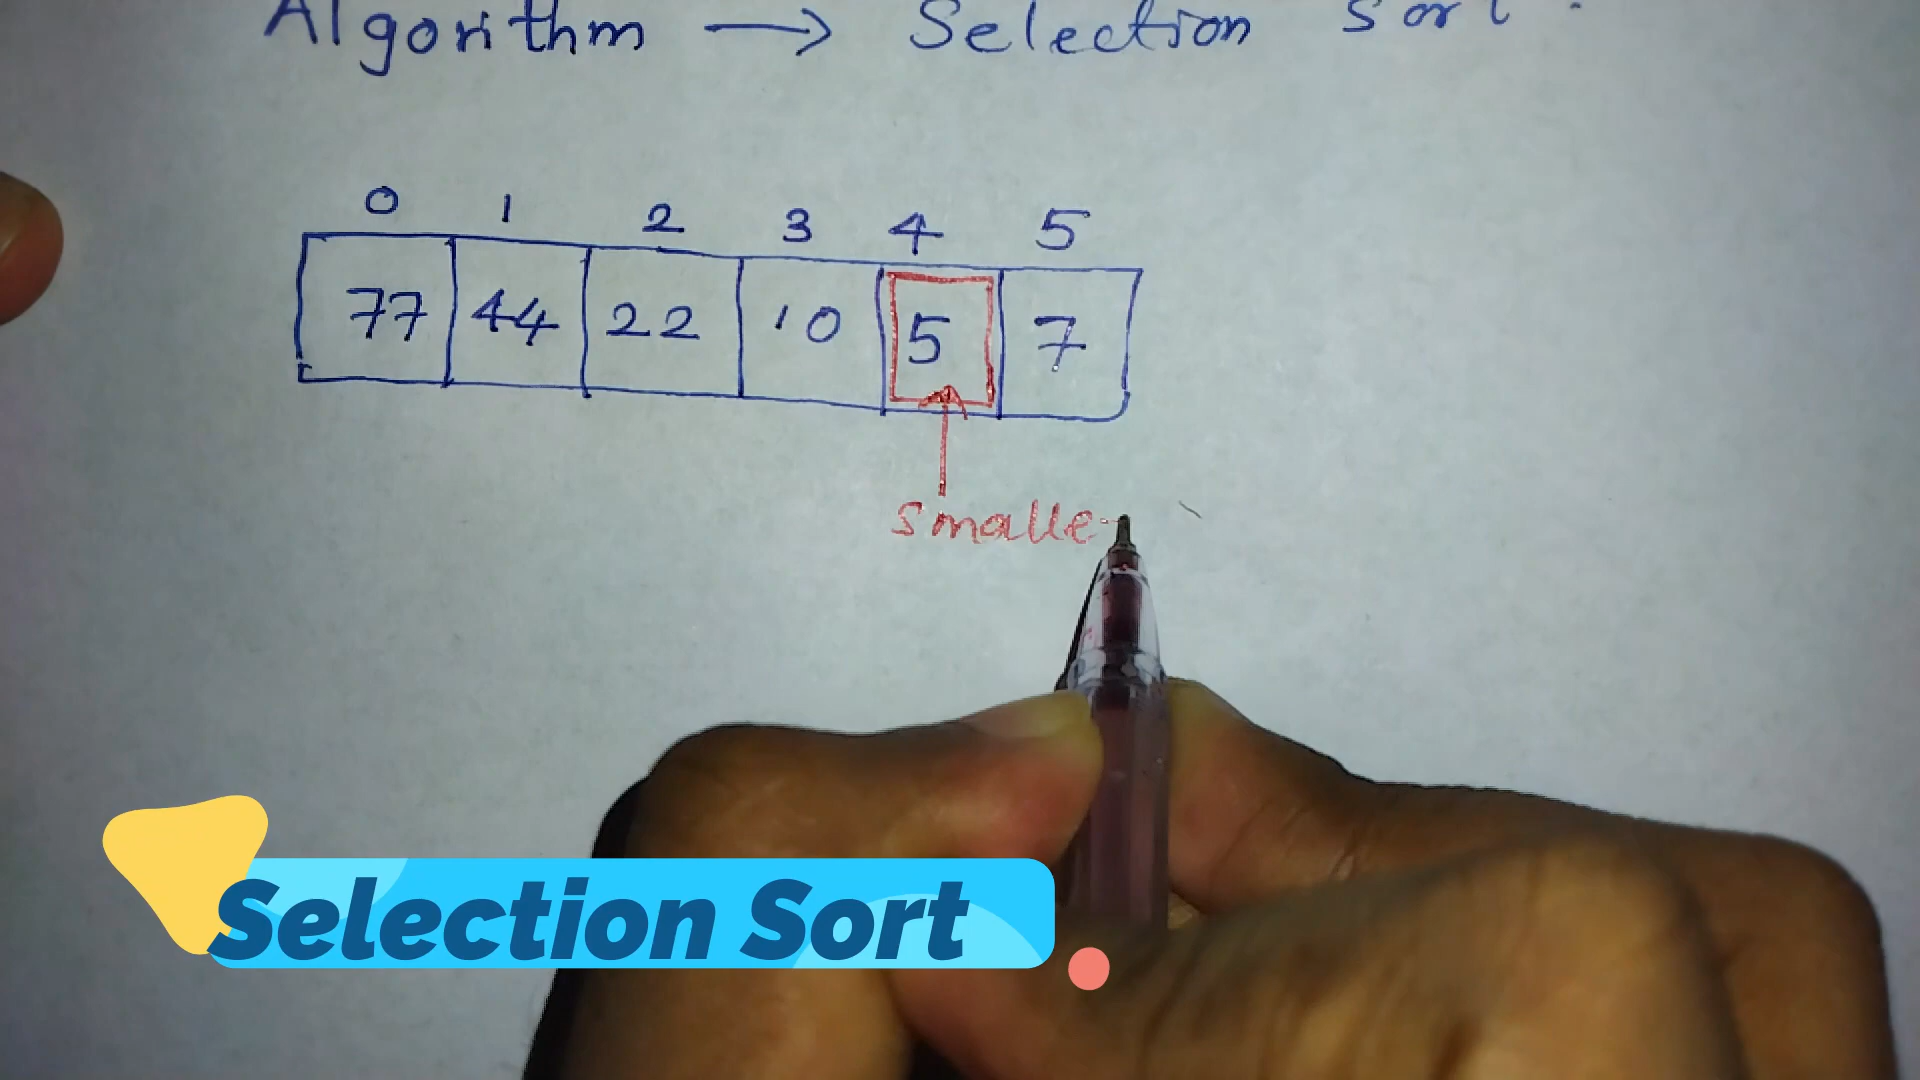 Algorithm → Selection Sort.
0 1 2 3 4 5
77 44 22 10 5 7
smalle
Selection Sort